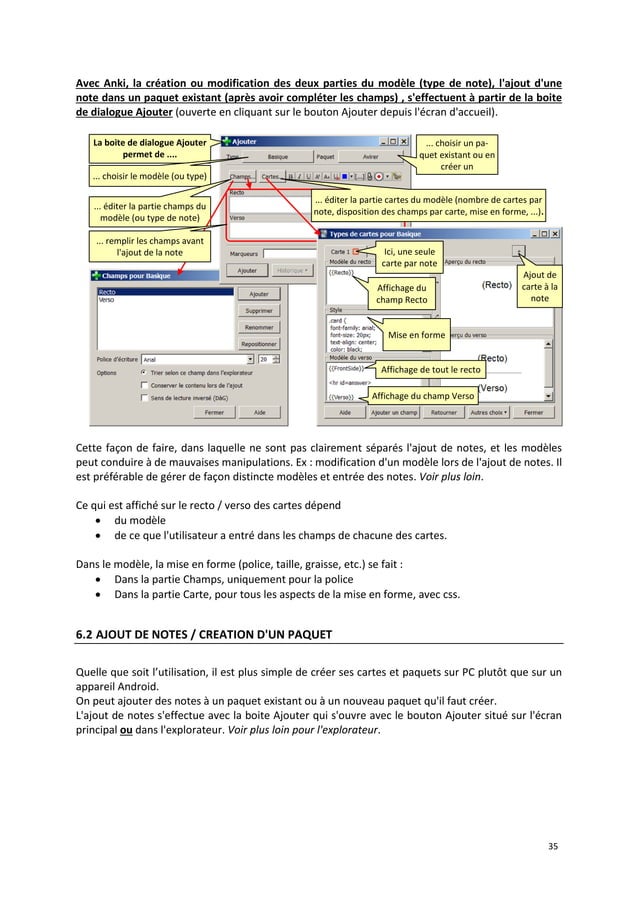 Avec Anki, la création ou modification des deux parties du modèle (type de note), l'ajout d'une
note dans un paquet existant (après avoir compléter les champs) , s'effectuent à partir de la boite
de dialogue Ajouter (ouverte en cliquant sur le bouton Ajouter depuis l'écran d'accueil).
La boite de dialogue Ajouter
permet de ....
... choisir le modèle (ou type)
... éditer la partie champs du
modèle (ou type de note)
... remplir les champs avant
l'ajout de la note
Ajouter
Type
Basique
Paquet
Avirer
Champs...
Cartes...
Recto
Verso
Marqueurs
Ajouter
Historique
Fermer
... choisir un pa-
quet existant ou en
créer un
... éditer la partie cartes du modèle (nombre de cartes par
note, disposition des champs par carte, mise en forme, ...).
Champs pour Basique
Recto
Verso
Ajouter
Supprimer
Renommer
Repositionner
Police d'écriture
Arial
20
Options
Trier selon ce champ dans l'explorateur
Conserver le contenu lors de l'ajout
Sens de lecture inversé (DàG)
Fermer
Aide
Types de cartes pour Basique
Carte 1
Ici, une seule
carte par note
+
Ajout de
carte à la
note
Modèle du recto
Aperçu du recto
{{Recto}}
(Recto)
Affichage du
champ Recto
Style
.card {
font-family: arial;
font-size: 20px;
text-align: center;
color: black;
Mise en forme
Aperçu du verso
Modèle du verso
{{FrontSide}}
<hr id=answer>
{{Verso}}
Affichage de tout le recto
Affichage du champ Verso
(Recto)
(Verso)
Aide
Ajouter un champ
Retourner
Autres choix
Fermer
Cette façon de faire, dans laquelle ne sont pas clairement séparés l'ajout de notes, et les modèles
peut conduire à de mauvaises manipulations. Ex : modification d'un modèle lors de l'ajout de notes. Il
est préférable de gérer de façon distincte modèles et entrée des notes. Voir plus loin.
Ce qui est affiché sur le recto / verso des cartes dépend
• du modèle
• de ce que l'utilisateur a entré dans les champs de chacune des cartes.
Dans le modèle, la mise en forme (police, taille, graisse, etc.) se fait :
• Dans la partie Champs, uniquement pour la police
• Dans la partie Carte, pour tous les aspects de la mise en forme, avec css.
6.2 AJOUT DE NOTES / CREATION D'UN PAQUET
Quelle que soit l’utilisation, il est plus simple de créer ses cartes et paquets sur PC plutôt que sur un
appareil Android.
On peut ajouter des notes à un paquet existant ou à un nouveau paquet qu'il faut créer.
L'ajout de notes s'effectue avec la boite Ajouter qui s'ouvre avec le bouton Ajouter situé sur l'écran
principal ou dans l'explorateur. Voir plus loin pour l'explorateur.
35